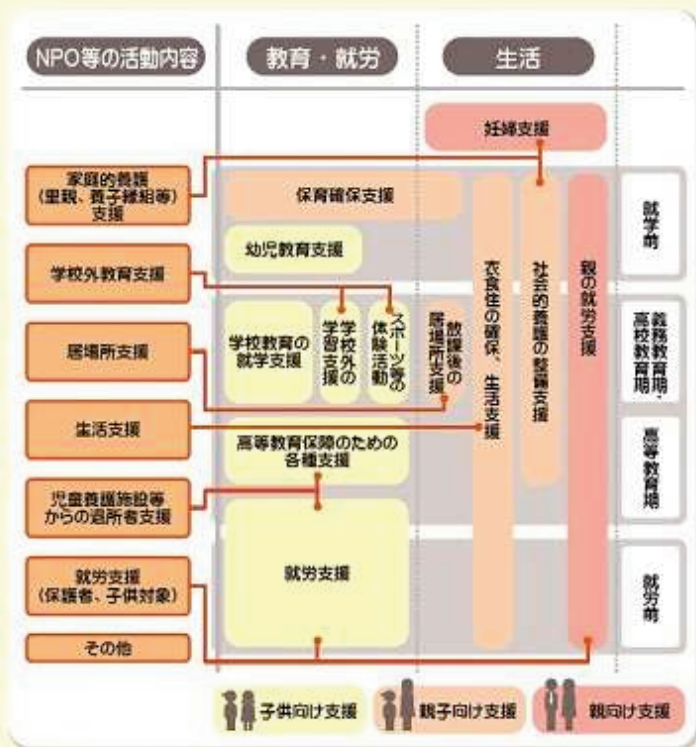 NPO等の活動内容
教育・就労
生活
妊婦支援
家庭的養護
(里親、養子縁組等)
支援
学校外教育支援
居場所支援
生活支援
児童養護施設等
からの退所者支援
就労支援
(保護者、子供対象)
その他
保育確保支援
幼児教育支援
学校教育の
就学支援
学校外の
学習支援
スポーツ等の
体験活動
放課後の
居場所支援
衣食住の確保、生活支援
社会的養護の整備支援
親の就労支援
高等教育保障のための
各種支援
就労支援
就学前
義務教育期・
高校教育期
高等教育期
就労前
子供向け支援
親子向け支援
親向け支援